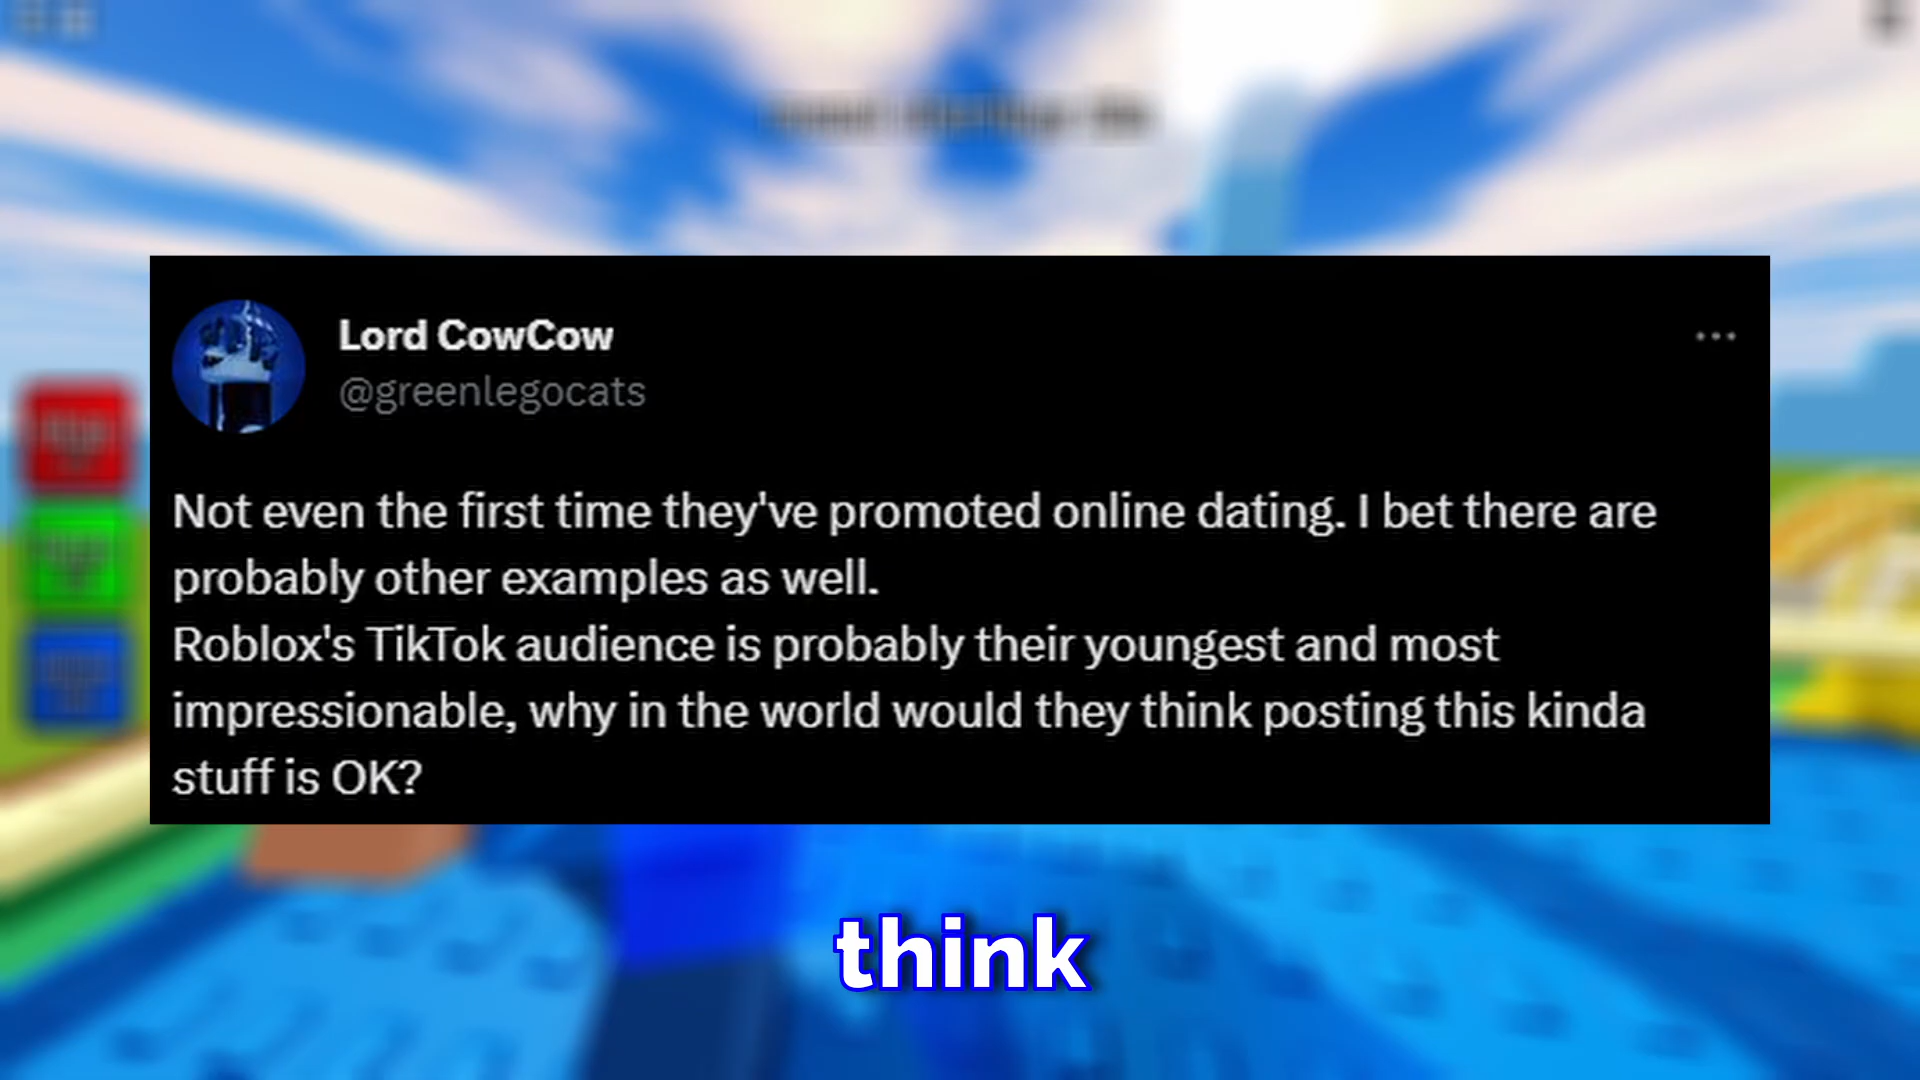 Lord CowCow
@greenlegocats
Not even the first time they've promoted online dating. I bet there are
probably other examples as well.
Roblox's TikTok audience is probably their youngest and most
impressionable, why in the world would they think posting this kinda
stuff is OK?
think